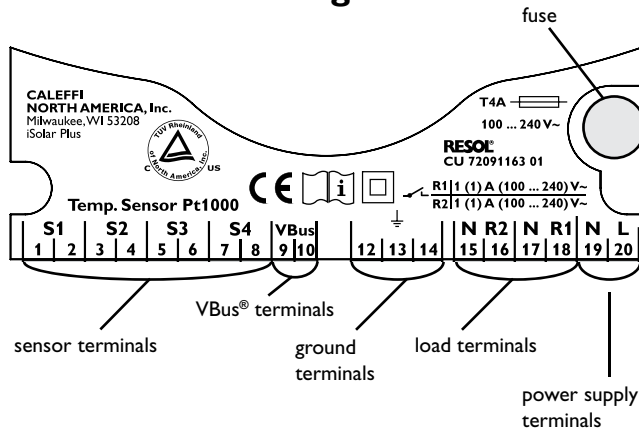 g
fuse
CALEFFI
NORTH AMERICA, Inc.
Milwaukee, WI 53208
iSolar Plus
TUV Rheinland
of North America, Inc.
C US
T4A
100 ... 240 V~
RESOL®
CU 72091163 01
CE i
R1 1 (1) A (100 ... 240) V~
R2 1 (1) A (100 ... 240) V~
Temp. Sensor Pt1000
S1 S2 S3 S4 VBus N R2 N R1 N L
1 2 3 4 5 6 7 8 9 10 12 13 14 15 16 17 18 19 20
VBus® terminals
sensor terminals
ground
terminals
load terminals
power supply
terminals